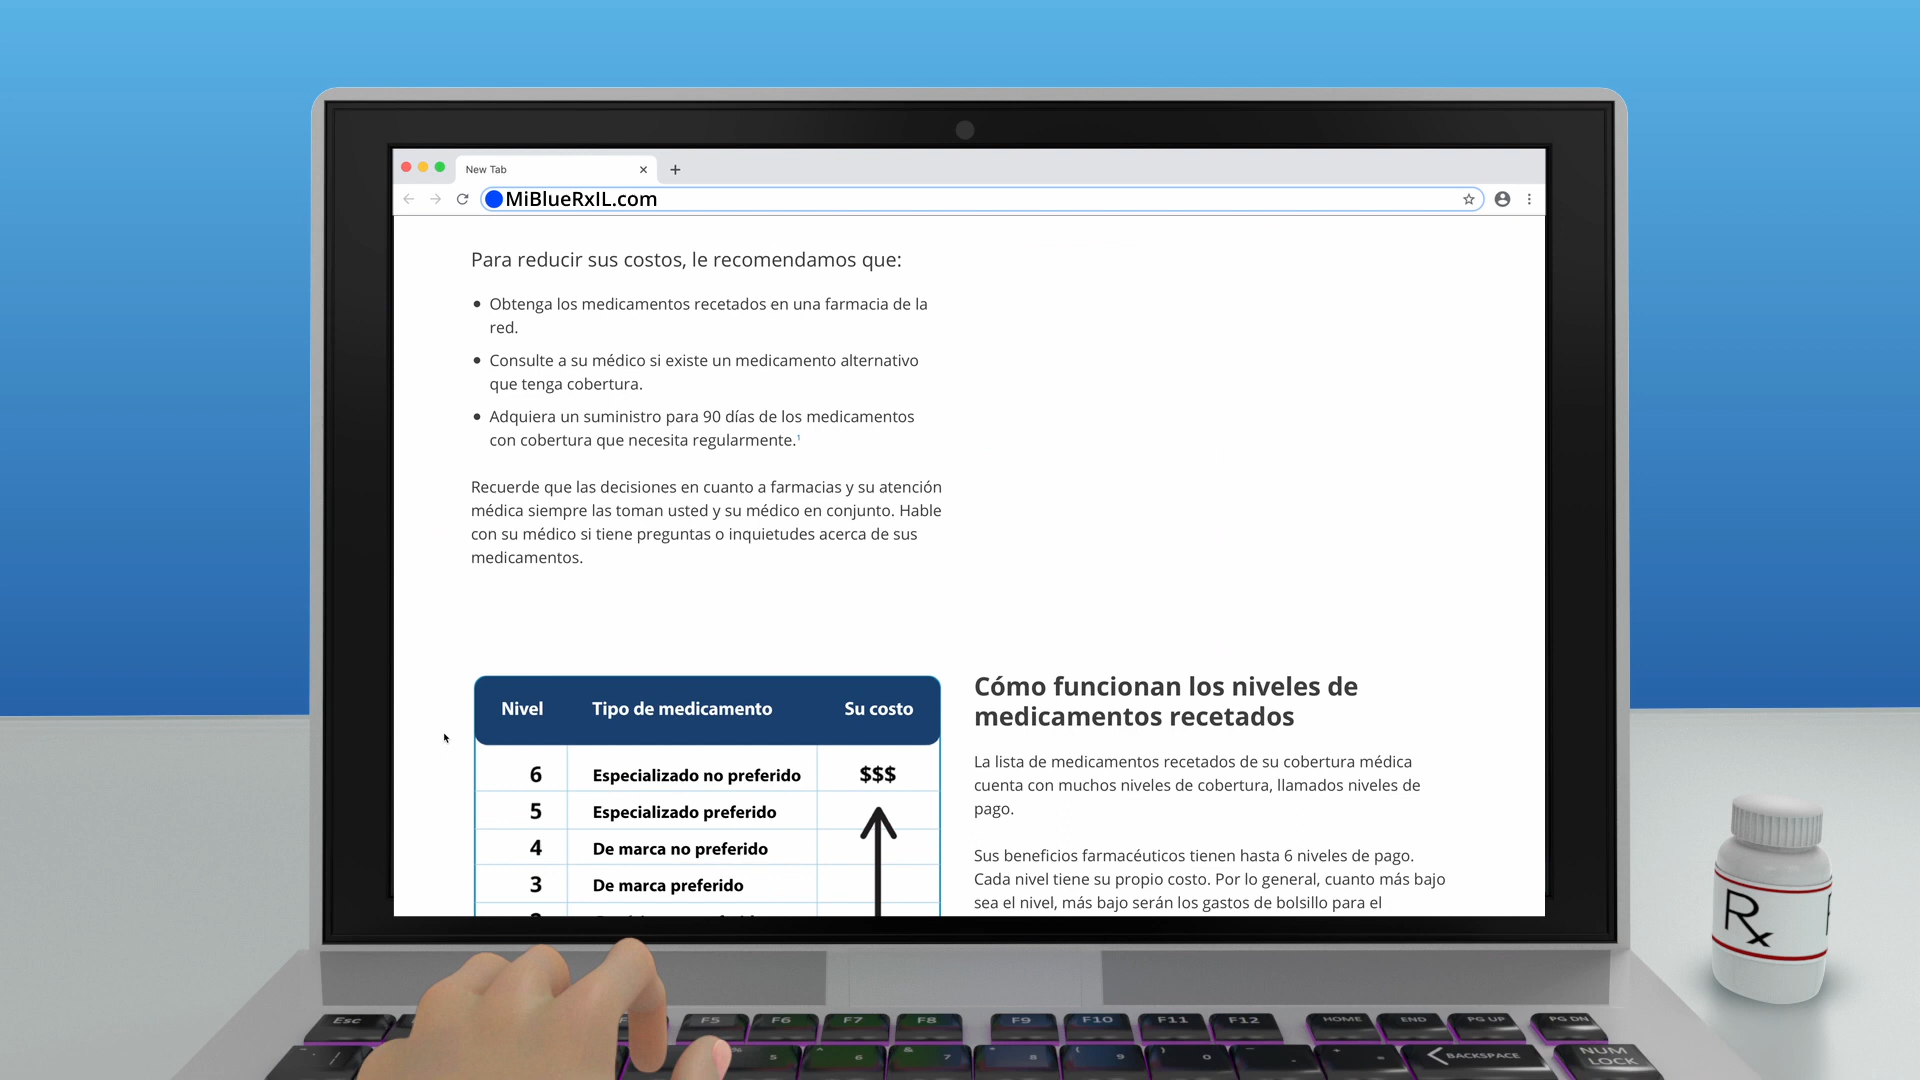 New Tab
MiBlueRxIL.com
Para reducir sus costos, le recomendamos que:
• Obtenga los medicamentos recetados en una farmacia de la
red.
• Consulte a su médico si existe un medicamento alternativo
que tenga cobertura.
• Adquiera un suministro para 90 días de los medicamentos
con cobertura que necesita regularmente.¹
Recuerde que las decisiones en cuanto a farmacias y su atención
médica siempre las toman usted y su médico en conjunto. Hable
con su médico si tiene preguntas o inquietudes acerca de sus
medicamentos.
Nivel Tipo de medicamento Su costo
6 Especializado no preferido $$$
5 Especializado preferido
4 De marca no preferido
3 De marca preferido
Cómo funcionan los niveles de
medicamentos recetados
La lista de medicamentos recetados de su cobertura médica
cuenta con muchos niveles de cobertura, llamados niveles de
pago.
Sus beneficios farmacéuticos tienen hasta 6 niveles de pago.
Cada nivel tiene su propio costo. Por lo general, cuanto más bajo
sea el nivel, más bajo serán los gastos de bolsillo para el
Rx
Esc F5 F6 F7 F8 F9 F10 F11 F12 HOME END PG UP PG DN
% 5 ^ 6 & 7 * 8 ( 9 ) 0 BACKSPACE NUM
LOCK